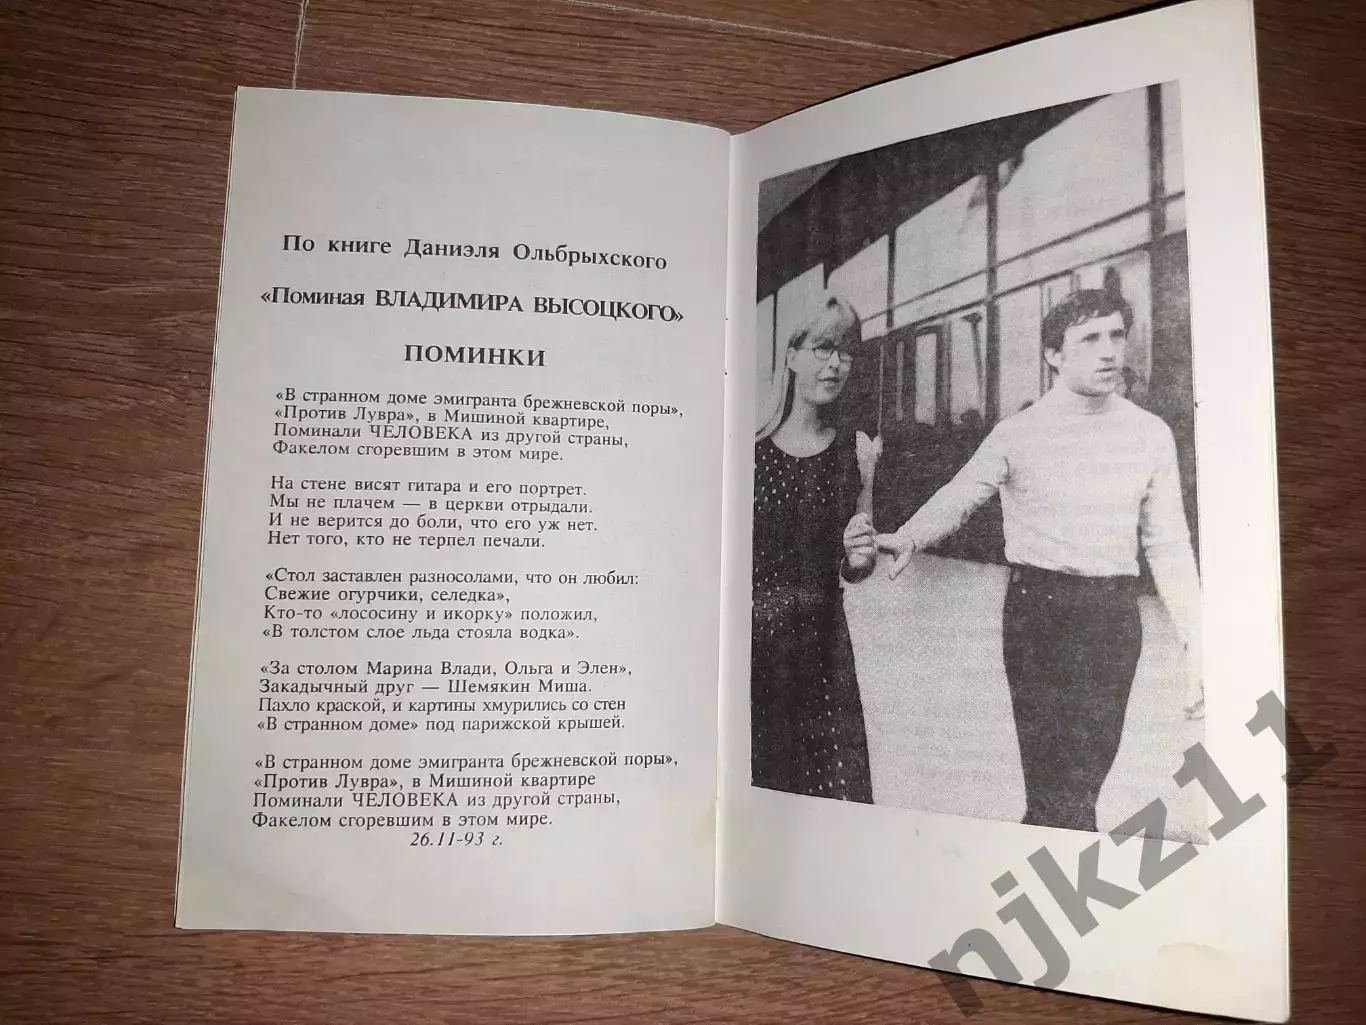 По книге Даниэля Ольбрыхского
«Поминая ВЛАДИМИРА ВЫСОЦКОГО»
ПОМИНКИ
«В странном доме эмигранта брежневской поры»,
«Против Лувра», в Мишиной квартире,
Поминали ЧЕЛОВЕКА из другой страны,
Факелом сгоревшим в этом мире.
На стене висят гитара и его портрет.
Мы не плачем — в церкви отрыдали.
И не верится до боли, что его уж нет.
Нет того, кто не терпел печали.
«Стол заставлен разносолами, что он любил:
Свежие огурчики, селедка»,
Кто-то «лососину и икорку» положил,
«В толстом слое льда стояла водка».
«За столом Марина Влади, Ольга и Элен»,
Закадычный друг — Шемякин Миша.
Пахло краской, и картины хмурились со стен
«В странном доме» под парижской крышей.
«В странном доме эмигранта брежневской поры»,
«Против Лувра», в Мишиной квартире
Поминали ЧЕЛОВЕКА из другой страны,
Факелом сгоревшим в этом мире.
26.11-93 г.
njkz11